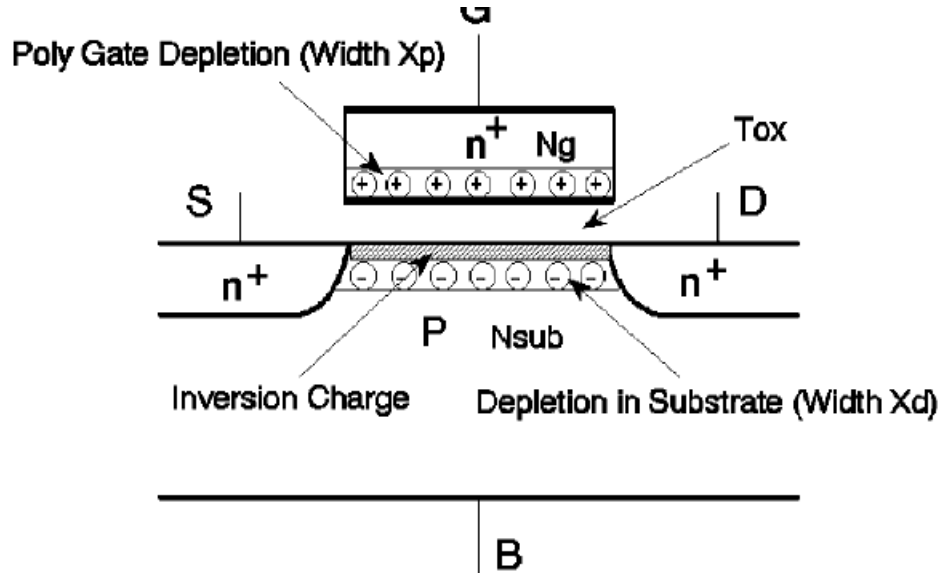 G
Poly Gate Depletion (Width Xp)
n+ Ng
Tox
+ + + + + + +
S
D
n+
n+
- - - - - - -
P Nsub
Inversion Charge
Depletion in Substrate (Width Xd)
B